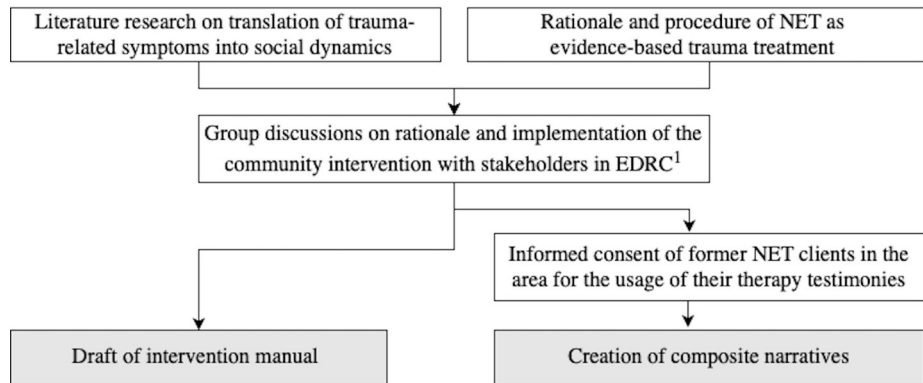 Literature research on translation of trauma-
related symptoms into social dynamics
Rationale and procedure of NET as
evidence-based trauma treatment
Group discussions on rationale and implementation of the
community intervention with stakeholders in EDRC¹
Informed consent of former NET clients in the
area for the usage of their therapy testimonies
Draft of intervention manual
Creation of composite narratives